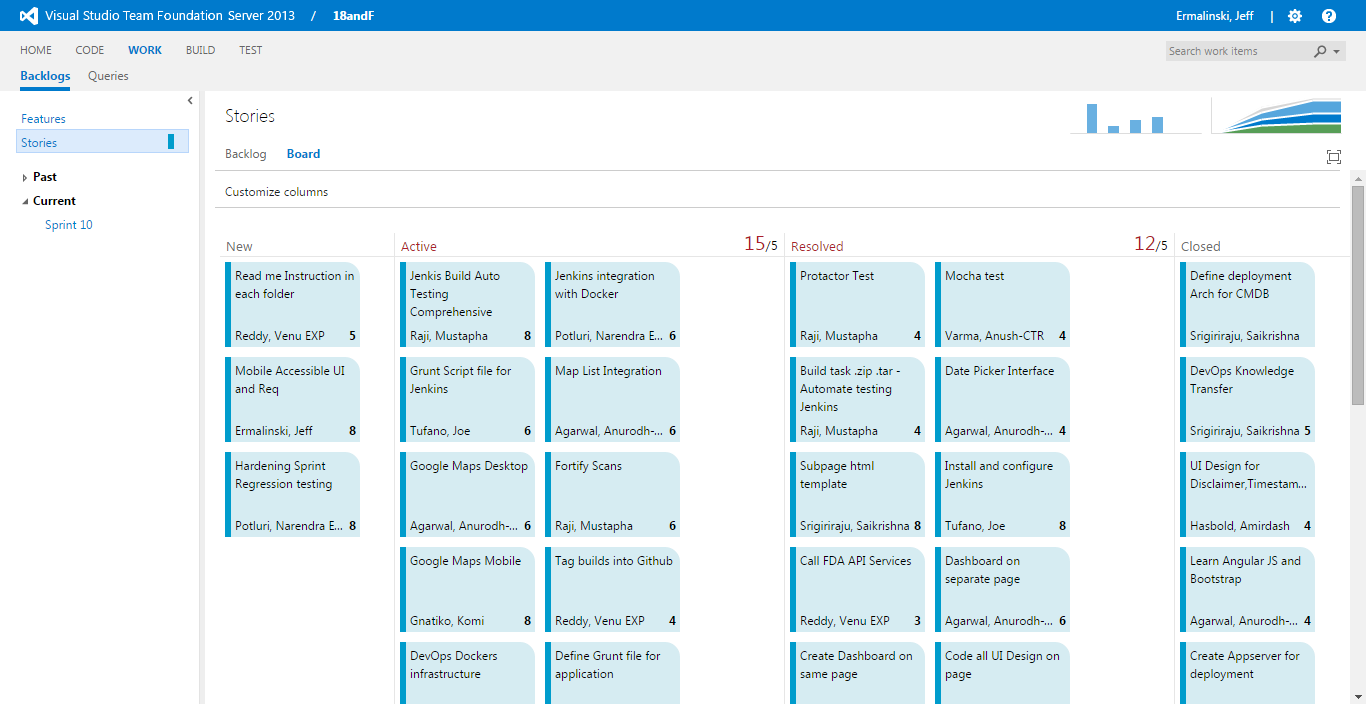 Visual Studio Team Foundation Server 2013 / 18andF
Ermalinski, Jeff |
HOME CODE WORK BUILD TEST
Search work items
Backlogs Queries
Features
Stories
Past
Current
Sprint 10
Stories
Backlog Board
Customize columns
New
Read me Instruction in
each folder
Reddy, Venu EXP 5
Mobile Accessible UI
and Req
Ermalinski, Jeff 8
Hardening Sprint
Regression testing
Potluri, Narendra E... 8
Active 15/5
Jenkis Build Auto
Testing
Comprehensive
Raji, Mustapha 8
Jenkins integration
with Docker
Potluri, Narendra E... 6
Grunt Script file for
Jenkins
Tufano, Joe 6
Map List Integration
Agarwal, Anurodh-... 6
Google Maps Desktop
Agarwal, Anurodh-... 6
Fortify Scans
Raji, Mustapha 6
Google Maps Mobile
Gnatiko, Komi 8
Tag builds into Github
Reddy, Venu EXP 4
DevOps Dockers
infrastructure
Define Grunt file for
application
Resolved 12/5
Protactor Test
Raji, Mustapha 4
Mocha test
Varma, Anush-CTR 4
Build task .zip .tar -
Automate testing
Jenkins
Raji, Mustapha 4
Date Picker Interface
Agarwal, Anurodh-... 4
Subpage html
template
Srigiriraju, Saikrishna 8
Install and configure
Jenkins
Tufano, Joe 8
Call FDA API Services
Reddy, Venu EXP 3
Dashboard on
separate page
Agarwal, Anurodh-... 6
Create Dashboard on
same page
Code all UI Design on
page
Closed
Define deployment
Arch for CMDB
Srigiriraju, Saikrishna
DevOps Knowledge
Transfer
Srigiriraju, Saikrishna 5
UI Design for
Disclaimer,Timestam...
Hasbold, Amirdash 4
Learn Angular JS and
Bootstrap
Agarwal, Anurodh-... 4
Create Appserver for
deployment